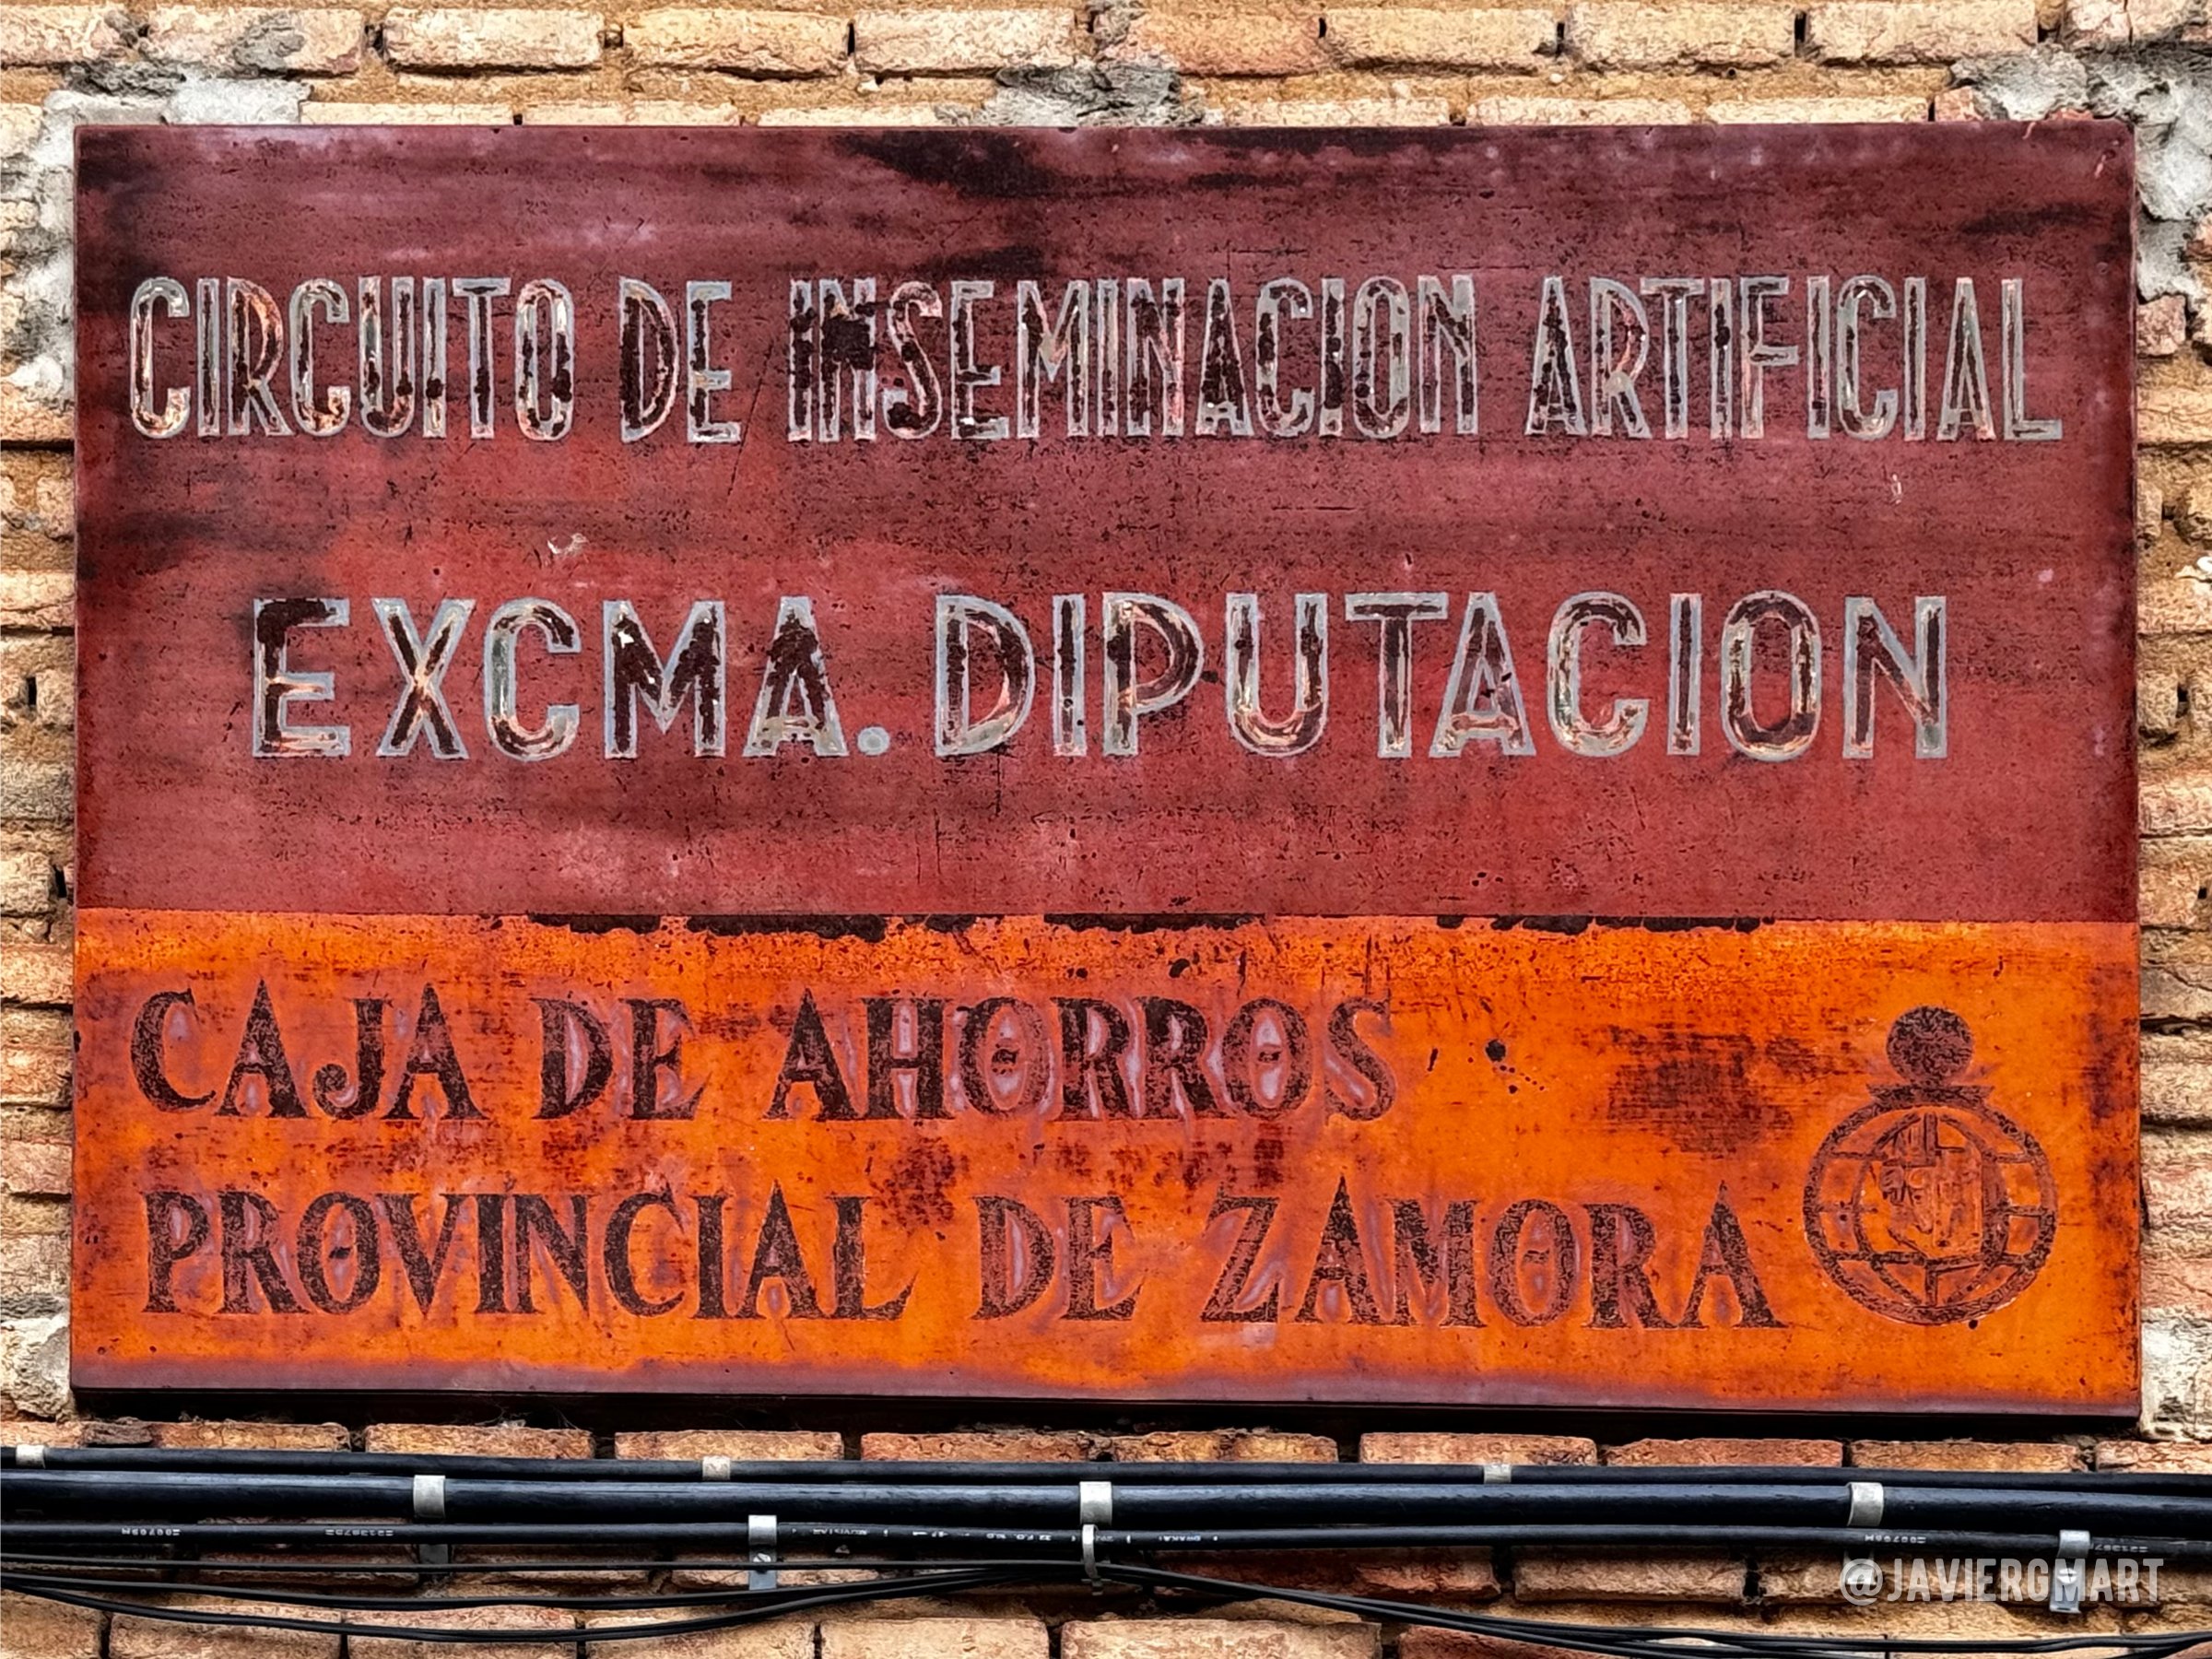 CIRCUITO DE INSEMINACION ARTIFICIAL
EXCMA. DIPUTACION
CAJA DE AHORROS
PROVINCIAL DE ZAMORA
@JAVIERGMART